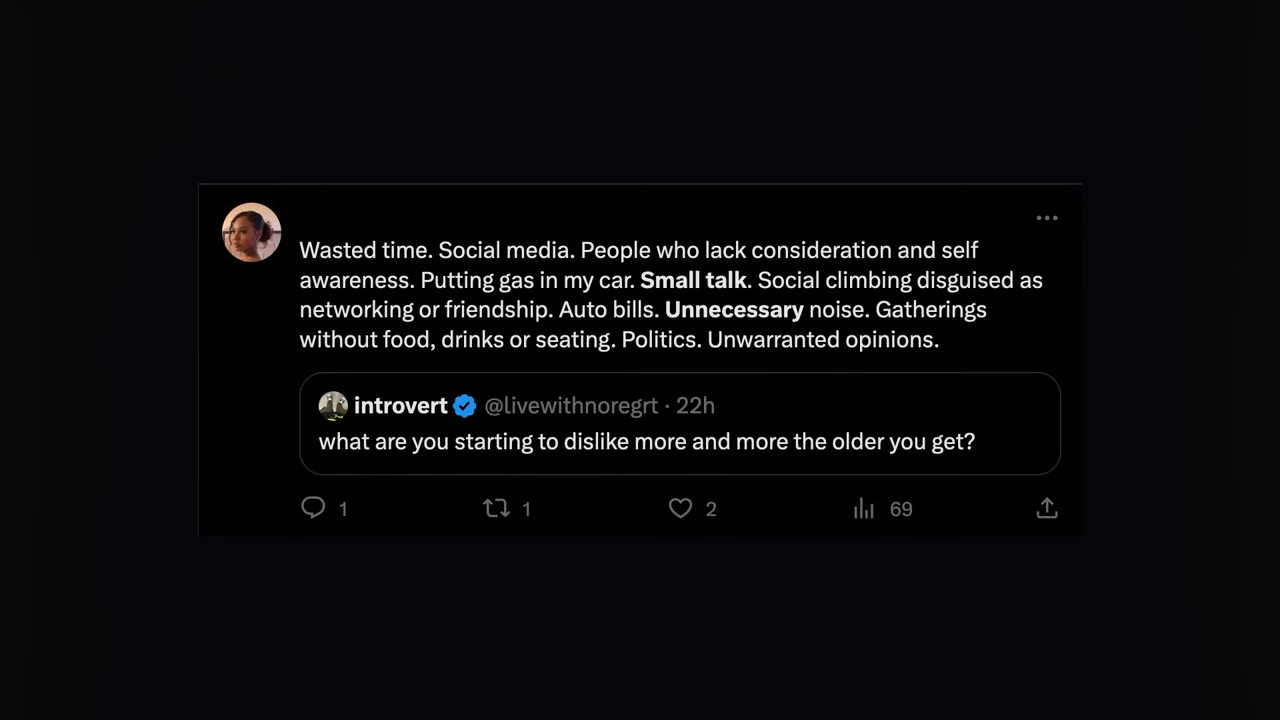 Wasted time. Social media. People who lack consideration and self
awareness. Putting gas in my car. Small talk. Social climbing disguised as
networking or friendship. Auto bills. Unnecessary noise. Gatherings
without food, drinks or seating. Politics. Unwarranted opinions.
introvert @livewithnoregrt · 22h
what are you starting to dislike more and more the older you get?
1 1 2 69